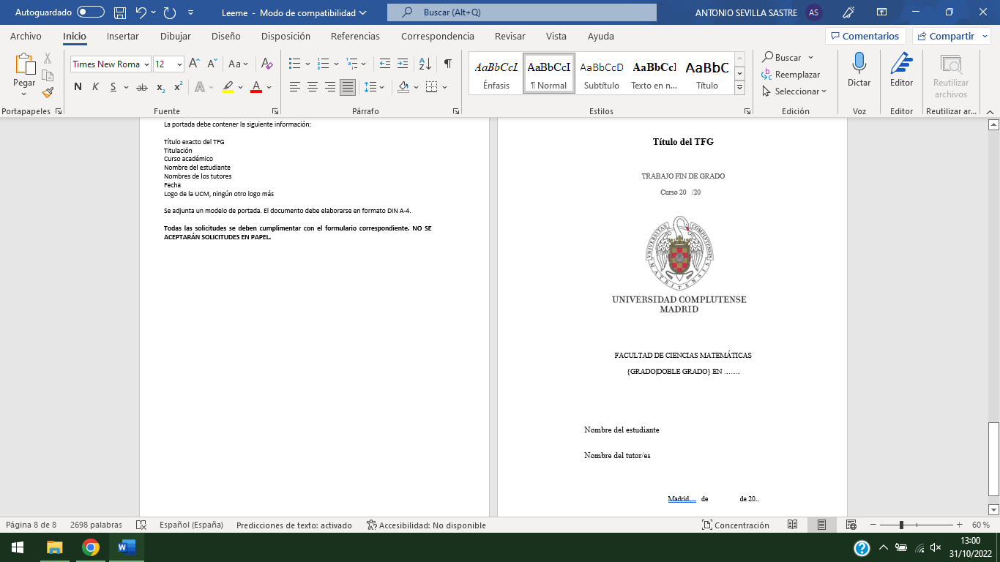 Autoguardado
Leeme - Modo de compatibilidad
Buscar (Alt+Q)
ANTONIO SEVILLA SASTRE
AS
Archivo Inicio Insertar Dibujar Diseño Disposición Referencias Correspondencia Revisar Vista Ayuda
Comentarios
Compartir
Pegar
Times New Roma
12
Aa
N K S ab x₂ x² A A
AaBbCcL AaBbCcI AaBbCcD AaBbCcI AaBbC
Énfasis ¶ Normal Subtítulo Texto en n... Título
Buscar
Reemplazar
Seleccionar
Dictar
Editor
Reutilizar archivos
Portapapeles Fuente Párrafo Estilos Edición Voz Editor Reutilizar ar...
La portada debe contener la siguiente información:
Título exacto del TFG
Titulación
Curso académico
Nombre del estudiante
Nombres de los tutores
Fecha
Logo de la UCM, ningún otro logo más
Se adjunta un modelo de portada. El documento debe elaborarse en formato DIN A-4.
Todas las solicitudes se deben cumplimentar con el formulario correspondiente. NO SE
ACEPTARÁN SOLICITUDES EN PAPEL.
Título del TFG
TRABAJO FIN DE GRADO
Curso 20 /20
UNIVERSITAS COMPLUTENSIS
MATRITENSIS
UNIVERSIDAD COMPLUTENSE
MADRID
FACULTAD DE CIENCIAS MATEMÁTICAS
{GRADO|DOBLE GRADO} EN …….
Nombre del estudiante
Nombre del tutor/es
Madrid, de de 20..
Página 8 de 8 2698 palabras Español (España) Predicciones de texto: activado Accesibilidad: No disponible Concentración 60 %
13:00
31/10/2022